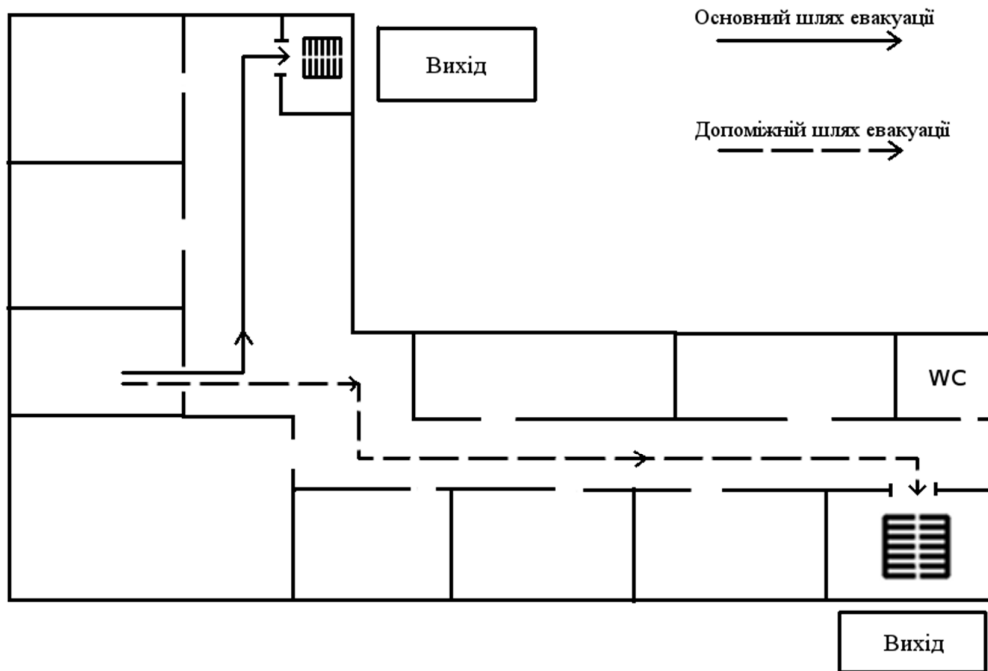 Основний шлях евакуації
Вихід
Допоміжній шлях евакуації
WC
Вихід